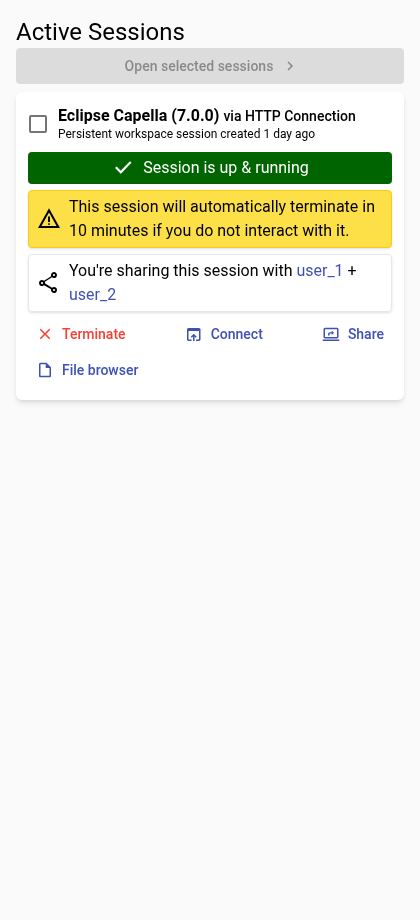 Active Sessions
Open selected sessions
Eclipse Capella (7.0.0) via HTTP Connection
Persistent workspace session created 1 day ago
Session is up & running
This session will automatically terminate in
10 minutes if you do not interact with it.
You're sharing this session with user_1 +
user_2
Terminate Connect Share
File browser